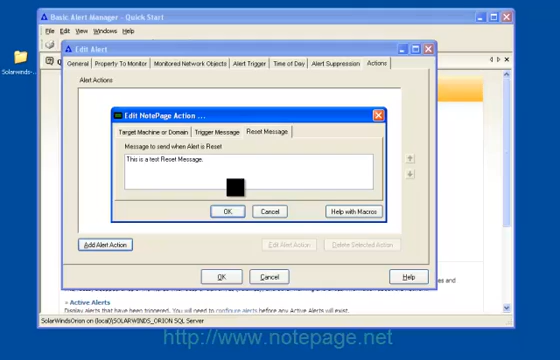 Basic Alert Manager - Quick Start
File Edit View Windows Help
Edit Alert
General Property To Monitor Monitored Network Objects Alert Trigger Time of Day Alert Suppression Actions
Solarwinds-...
Alert Actions
Edit NotePage Action ...
Target Machine or Domain Trigger Message Reset Message
Message to send when Alert is Reset
This is a test Reset Message.
OK Cancel Help with Macros
Add Alert Action Edit Alert Action Delete Selected Action
OK Cancel Help
Active Alerts
Display alerts that have been triggered. You will need to configure alerts before any Active Alerts will exist.
SolarWindsOrion on (local)\SOLARWINDS_ORION SQL Server
http://www.notepage.net